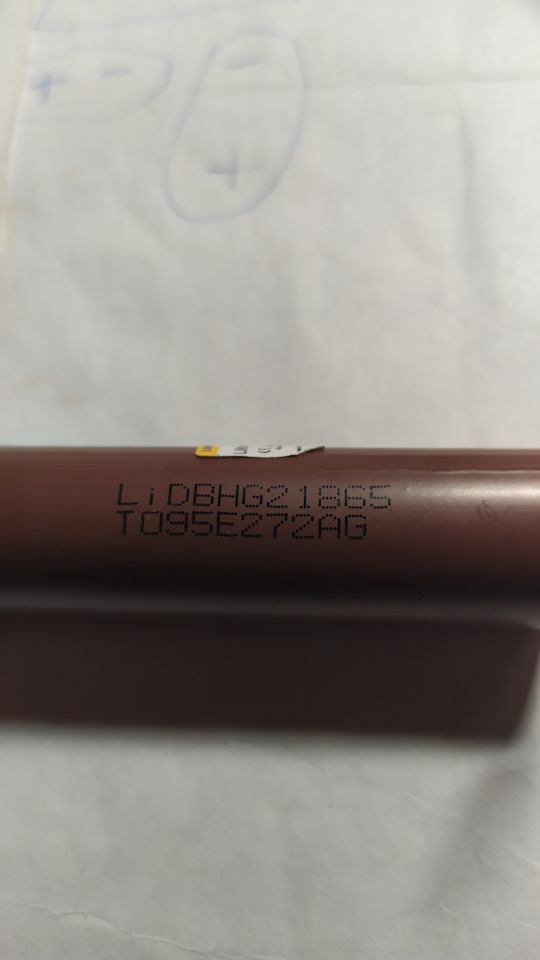 + -
-
+
LiDBHG21865
T095E272AG